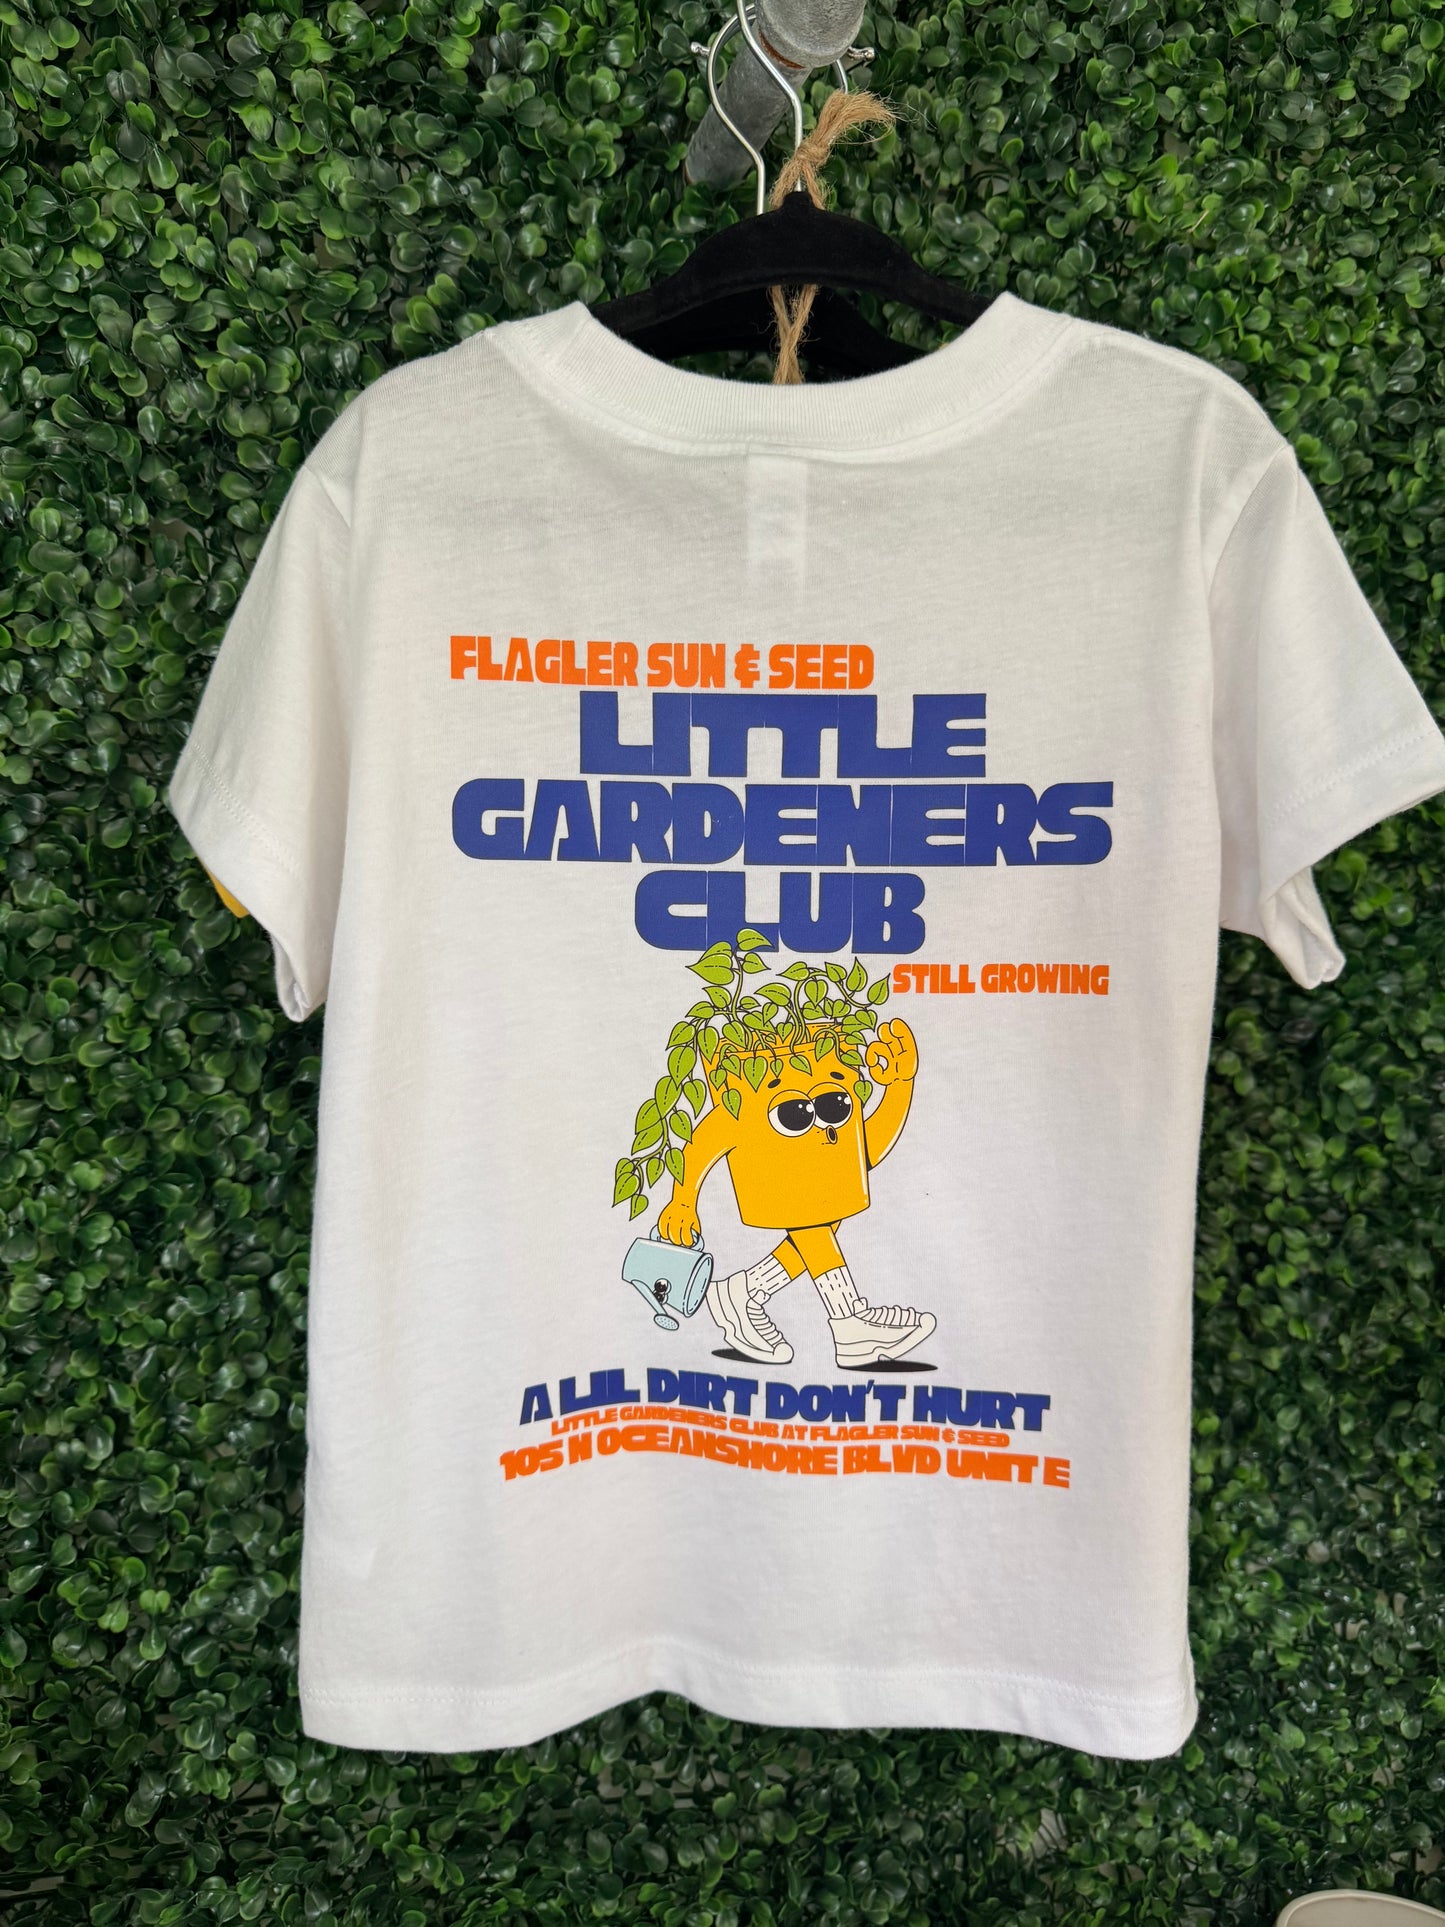 FLAGLER SUN & SEED
LITTLE
GARDENERS
CLUB
STILL GROWING
A LIL DIRT DON'T HURT
LITTLE GARDENERS CLUB AT FLAGLER SUN & SEED
105 N OCEANSHORE BLVD UNIT E